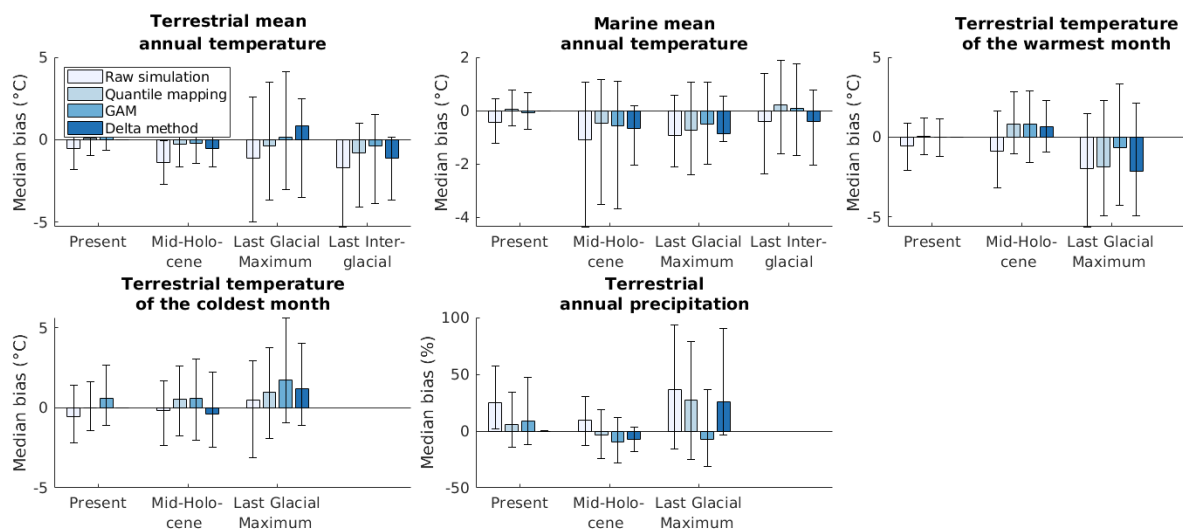 Terrestrial mean
annual temperature
Median bias (°C)
5
0
-5
Raw simulation
Quantile mapping
GAM
Delta method
Present
Mid-Holo-
cene
Last Glacial
Maximum
Last Inter-
glacial
Marine mean
annual temperature
Median bias (°C)
2
0
-2
-4
Present
Mid-Holo-
cene
Last Glacial
Maximum
Last Inter-
glacial
Terrestrial temperature
of the warmest month
Median bias (°C)
5
0
-5
Present
Mid-Holo-
cene
Last Glacial
Maximum
Terrestrial temperature
of the coldest month
Median bias (°C)
5
0
-5
Present
Mid-Holo-
cene
Last Glacial
Maximum
Terrestrial
annual precipitation
Median bias (%)
100
50
0
-50
Present
Mid-Holo-
cene
Last Glacial
Maximum